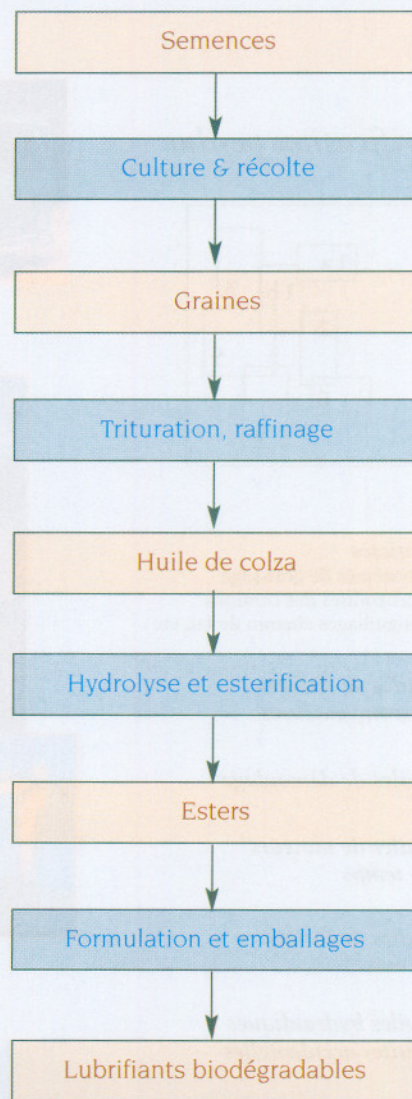 Semences
Culture & récolte
Graines
Trituration, raffinage
Huile de colza
Hydrolyse et esterification
Esters
Formulation et emballages
Lubrifiants biodégradables